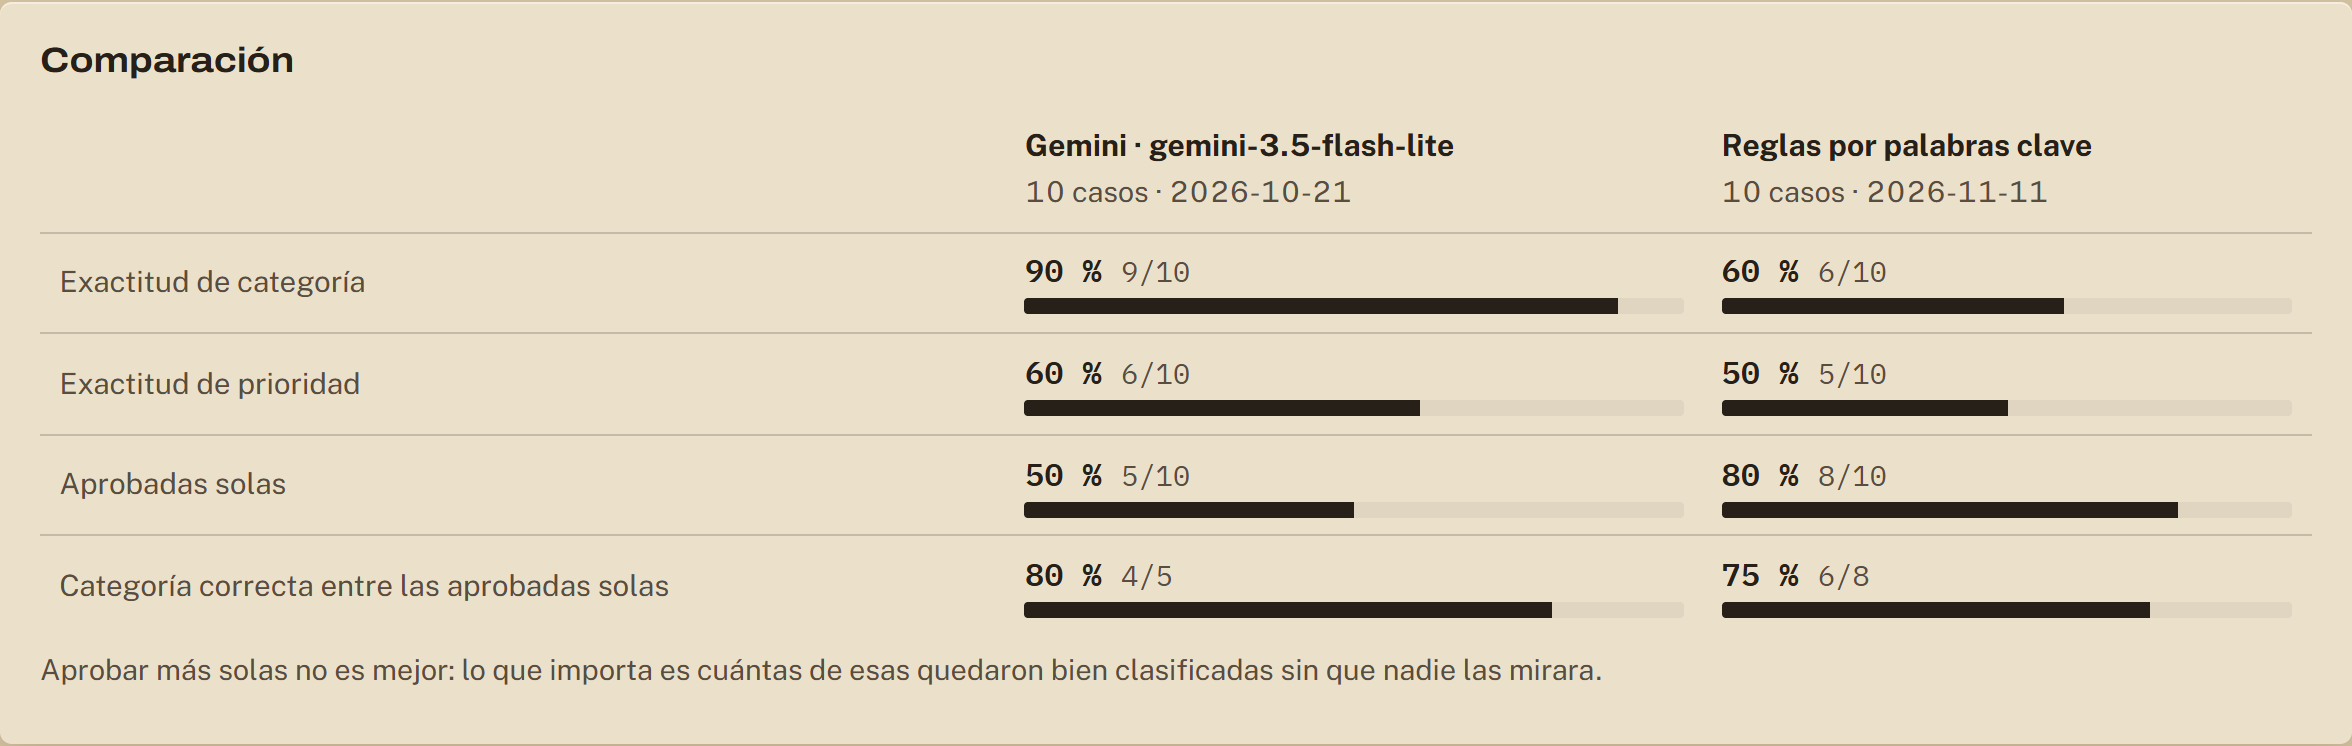 Comparación
Gemini · gemini-3.5-flash-lite
Reglas por palabras clave
10 casos · 2026-10-21
10 casos · 2026-11-11
Exactitud de categoría
90 % 9/10
60 % 6/10
Exactitud de prioridad
60 % 6/10
50 % 5/10
Aprobadas solas
50 % 5/10
80 % 8/10
Categoría correcta entre las aprobadas solas
80 % 4/5
75 % 6/8
Aprobar más solas no es mejor: lo que importa es cuántas de esas quedaron bien clasificadas sin que nadie las mirara.